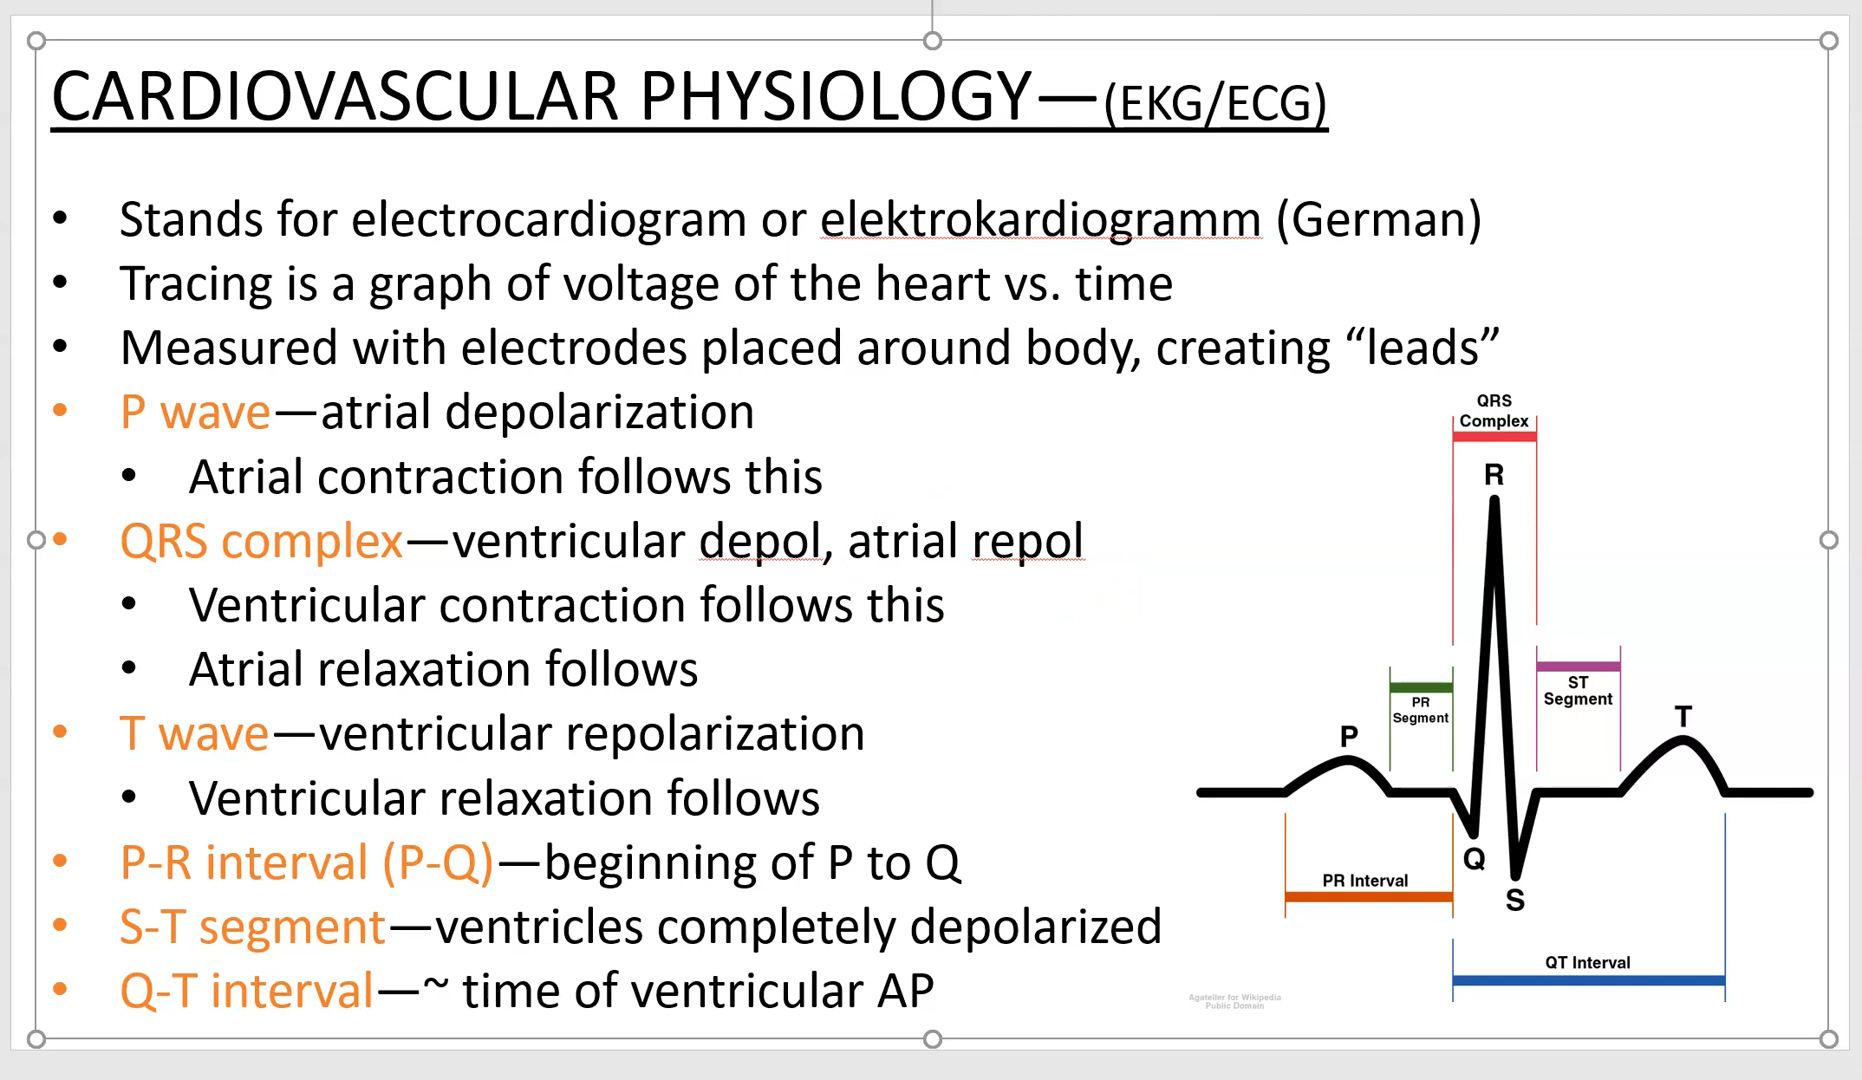 CARDIOVASCULAR PHYSIOLOGY—(EKG/ECG)
• Stands for electrocardiogram or elektrokardiogramm (German)
• Tracing is a graph of voltage of the heart vs. time
• Measured with electrodes placed around body, creating “leads”
• P wave—atrial depolarization
• Atrial contraction follows this
• QRS complex—ventricular depol, atrial repol
• Ventricular contraction follows this
• Atrial relaxation follows
• T wave—ventricular repolarization
• Ventricular relaxation follows
• P-R interval (P-Q)—beginning of P to Q
• S-T segment—ventricles completely depolarized
• Q-T interval—~ time of ventricular AP
QRS
Complex
R
PR
Segment
ST
Segment
P
T
Q
S
PR Interval
QT Interval
Agateller for Wikipedia
Public Domain